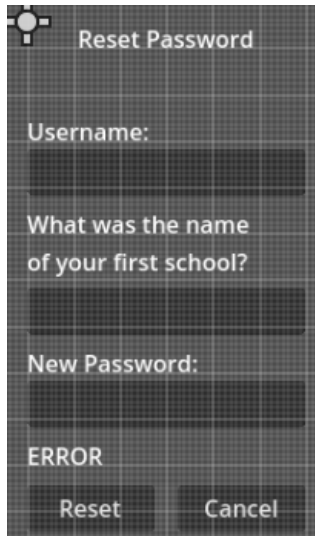 Reset Password
Username:
What was the name
of your first school?
New Password:
ERROR
Reset Cancel